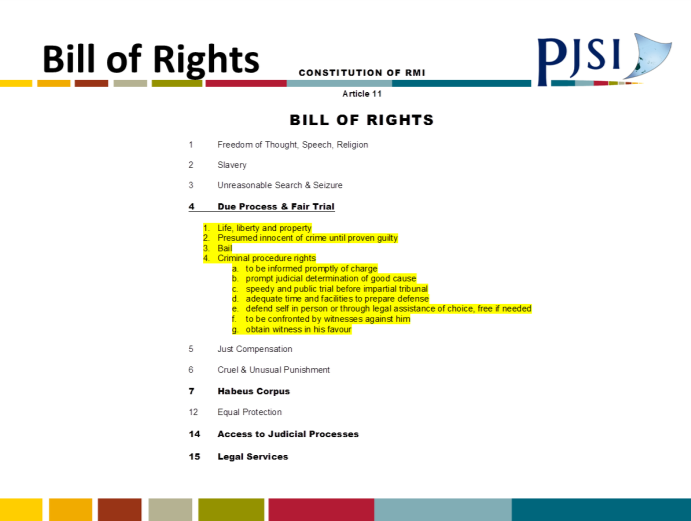 Bill of Rights
CONSTITUTION OF RMI
PJSI
Article 11
BILL OF RIGHTS
1 Freedom of Thought, Speech, Religion
2 Slavery
3 Unreasonable Search & Seizure
4 Due Process & Fair Trial
1. Life, liberty and property
2. Presumed innocent of crime until proven guilty
3. Bail
4. Criminal procedure rights
a. to be informed promptly of charge
b. prompt judicial determination of good cause
c. speedy and public trial before impartial tribunal
d. adequate time and facilities to prepare defense
e. defend self in person or through legal assistance of choice, free if needed
f. to be confronted by witnesses against him
g. obtain witness in his favour
5 Just Compensation
6 Cruel & Unusual Punishment
7 Habeus Corpus
12 Equal Protection
14 Access to Judicial Processes
15 Legal Services